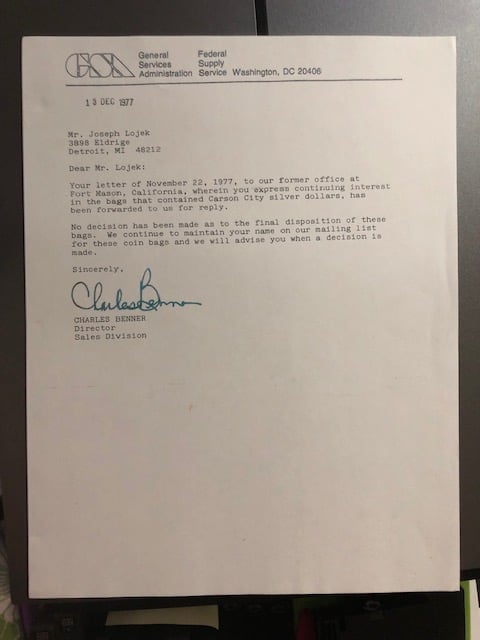 GSA
General Federal
Services Supply
Administration Service Washington, DC 20406
13 DEC 1977
Mr. Joseph Lojek
3898 Eldrige
Detroit, MI 48212
Dear Mr. Lojek:
Your letter of November 22, 1977, to our former office at
Fort Mason, California, wherein you express continuing interest
in the bags that contained Carson City silver dollars, has
been forwarded to us for reply.
No decision has been made as to the final disposition of these
bags. We continue to maintain your name on our mailing list
for these coin bags and we will advise you when a decision is
made.
Sincerely,
Charles Benner
CHARLES BENNER
Director
Sales Division